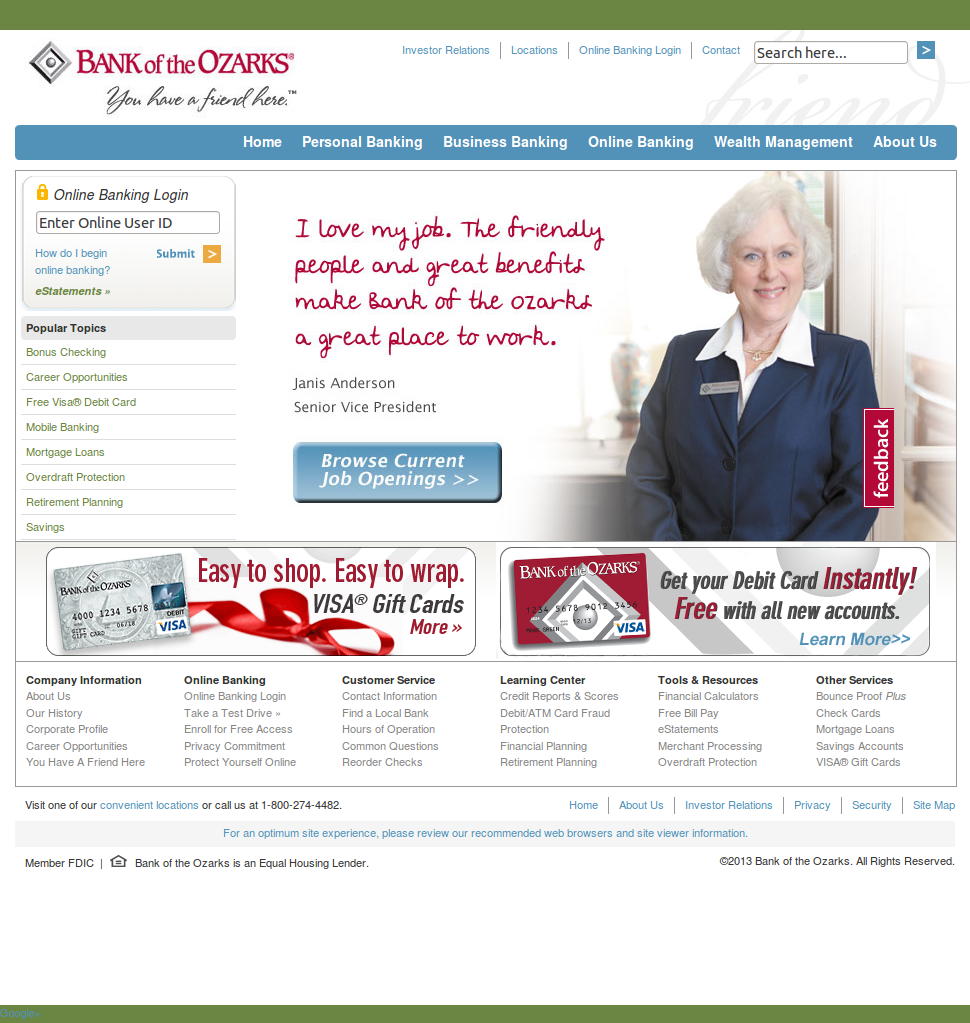 BANK of the OZARKS®
You have a friend here.™
Investor Relations
Locations
Online Banking Login
Contact
Search here...
>
friend
Home Personal Banking Business Banking Online Banking Wealth Management About Us
Online Banking Login
Enter Online User ID
How do I begin
online banking?
Submit >
eStatements »
Popular Topics
Bonus Checking
Career Opportunities
Free Visa® Debit Card
Mobile Banking
Mortgage Loans
Overdraft Protection
Retirement Planning
Savings
I love my job. The friendly
people and great benefits
make Bank of the Ozarks
a great place to work.
Janis Anderson
Senior Vice President
Browse Current
Job Openings >>
feedback
BANK of the OZARKS
4000 1234 5678
DEBIT
VISA
06/18
GIFT
GIFT CARD
Easy to shop. Easy to wrap.
VISA® Gift Cards
More »
BANK of the OZARKS
1234 5678 9012 3456
12/13
VISA
Get your Debit Card Instantly!
Free with all new accounts.
Learn More>>
Company Information
About Us
Our History
Corporate Profile
Career Opportunities
You Have A Friend Here
Online Banking
Online Banking Login
Take a Test Drive »
Enroll for Free Access
Privacy Commitment
Protect Yourself Online
Customer Service
Contact Information
Find a Local Bank
Hours of Operation
Common Questions
Reorder Checks
Learning Center
Credit Reports & Scores
Debit/ATM Card Fraud
Protection
Financial Planning
Retirement Planning
Tools & Resources
Financial Calculators
Free Bill Pay
eStatements
Merchant Processing
Overdraft Protection
Other Services
Bounce Proof Plus
Check Cards
Mortgage Loans
Savings Accounts
VISA® Gift Cards
Visit one of our convenient locations or call us at 1-800-274-4482.
Home
About Us
Investor Relations
Privacy
Security
Site Map
For an optimum site experience, please review our recommended web browsers and site viewer information.
Member FDIC | Bank of the Ozarks is an Equal Housing Lender.
©2013 Bank of the Ozarks. All Rights Reserved.
Google+